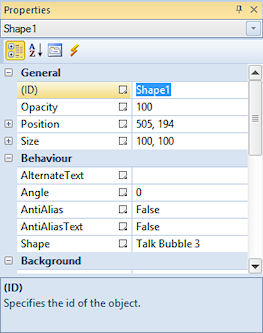 Properties
Shape1
General
(ID) Shape1
Opacity 100
Position 505, 194
Size 100, 100
Behaviour
AlternateText
Angle 0
AntiAlias False
AntiAliasText False
Shape Talk Bubble 3
Background
(ID)
Specifies the id of the object.